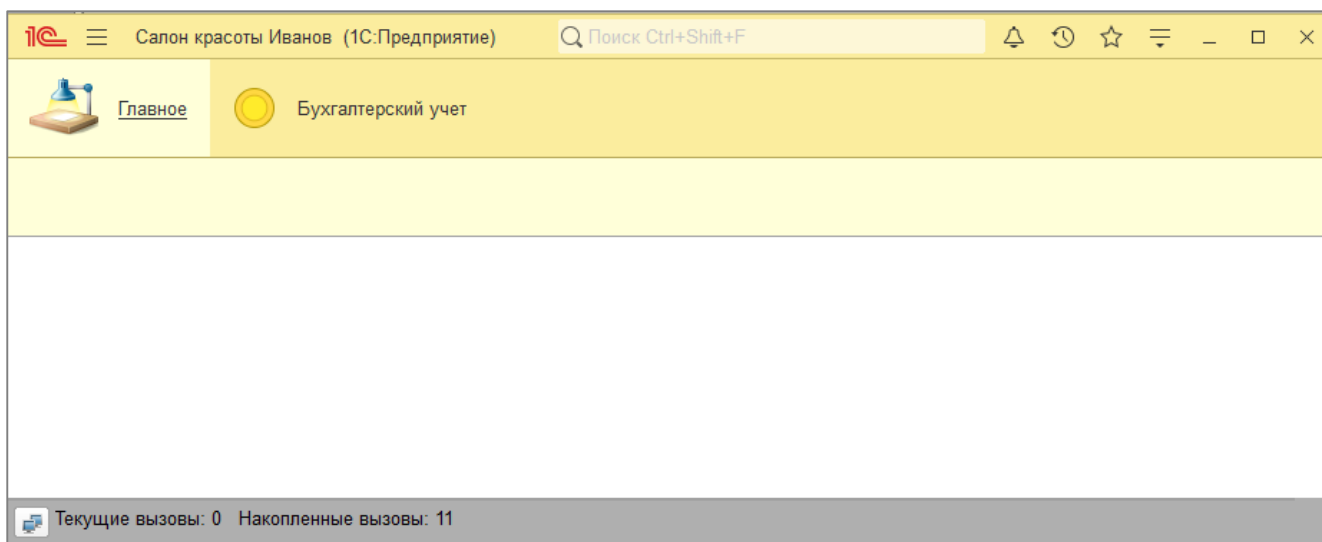 1С Салон красоты Иванов (1С:Предприятие) Поиск Ctrl+Shift+F
Главное Бухгалтерский учет
Текущие вызовы: 0 Накопленные вызовы: 11